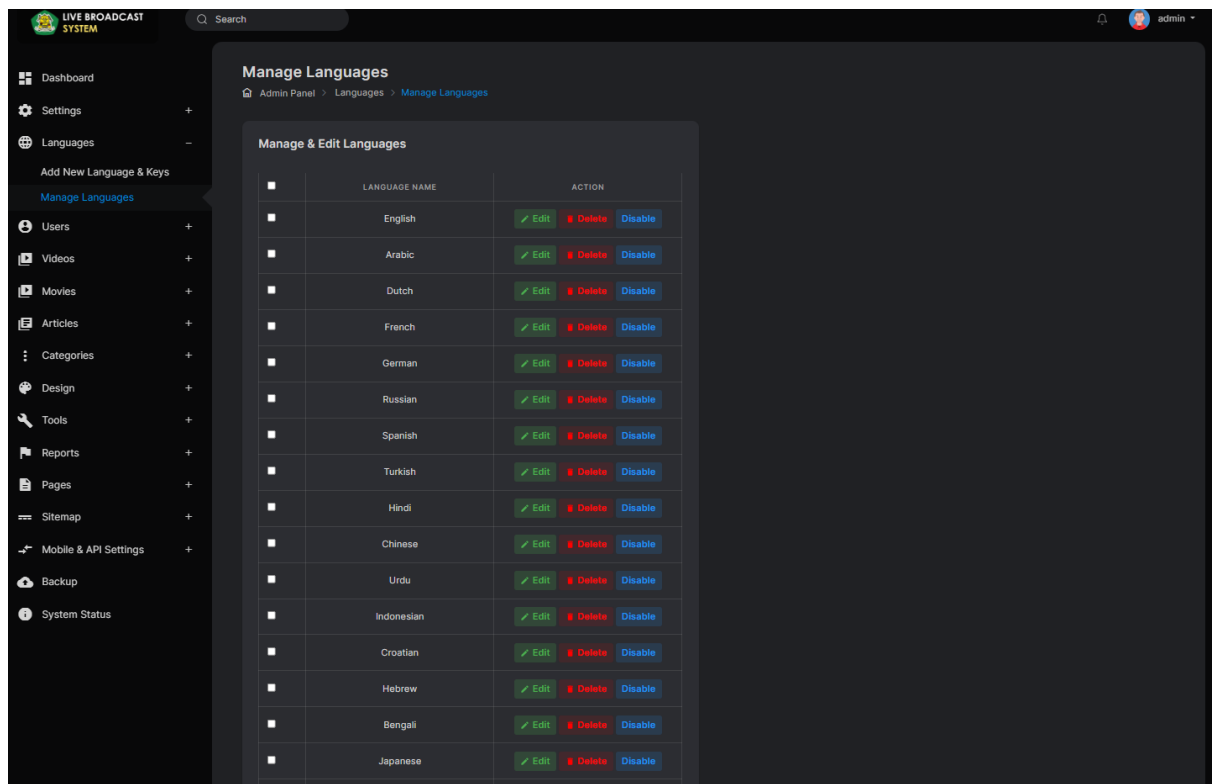 LIVE BROADCAST
SYSTEM
Search
admin
Dashboard
Settings +
Languages –
Add New Language & Keys
Manage Languages
Users +
Videos +
Movies +
Articles +
Categories +
Design +
Tools +
Reports +
Pages +
Sitemap +
Mobile & API Settings +
Backup
System Status
Manage Languages
Admin Panel > Languages > Manage Languages
Manage & Edit Languages
LANGUAGE NAME ACTION
English Edit Delete Disable
Arabic Edit Delete Disable
Dutch Edit Delete Disable
French Edit Delete Disable
German Edit Delete Disable
Russian Edit Delete Disable
Spanish Edit Delete Disable
Turkish Edit Delete Disable
Hindi Edit Delete Disable
Chinese Edit Delete Disable
Urdu Edit Delete Disable
Indonesian Edit Delete Disable
Croatian Edit Delete Disable
Hebrew Edit Delete Disable
Bengali Edit Delete Disable
Japanese Edit Delete Disable